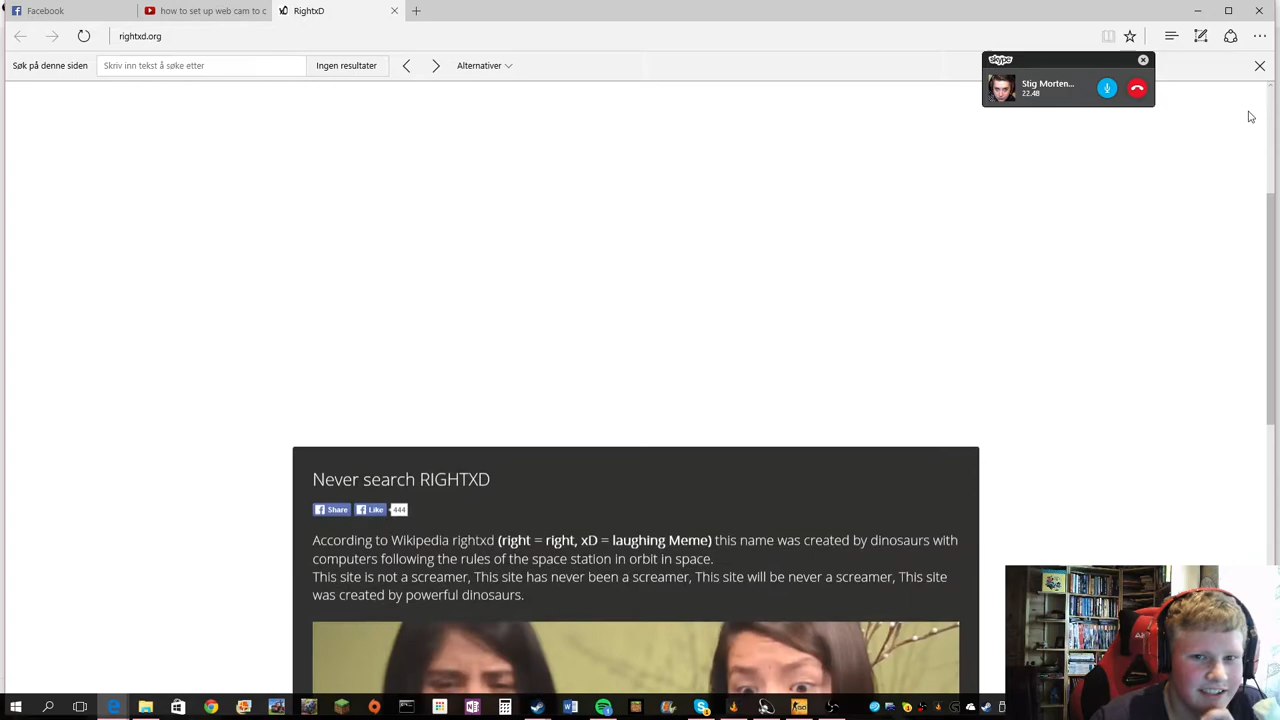 Facebook
how to set up web cam to c
RightxD
rightxd.org
Søk på denne siden
Skriv inn tekst å søke etter
Ingen resultater
Alternativer
skype
Stig Morten...
22.48
Never search RIGHTXD
Share
Like
444
According to Wikipedia rightxd (right = right, xD = laughing Meme) this name was created by dinosaurs with
computers following the rules of the space station in orbit in space.
This site is not a screamer, This site has never been a screamer, This site will be never a screamer, This site
was created by powerful dinosaurs.